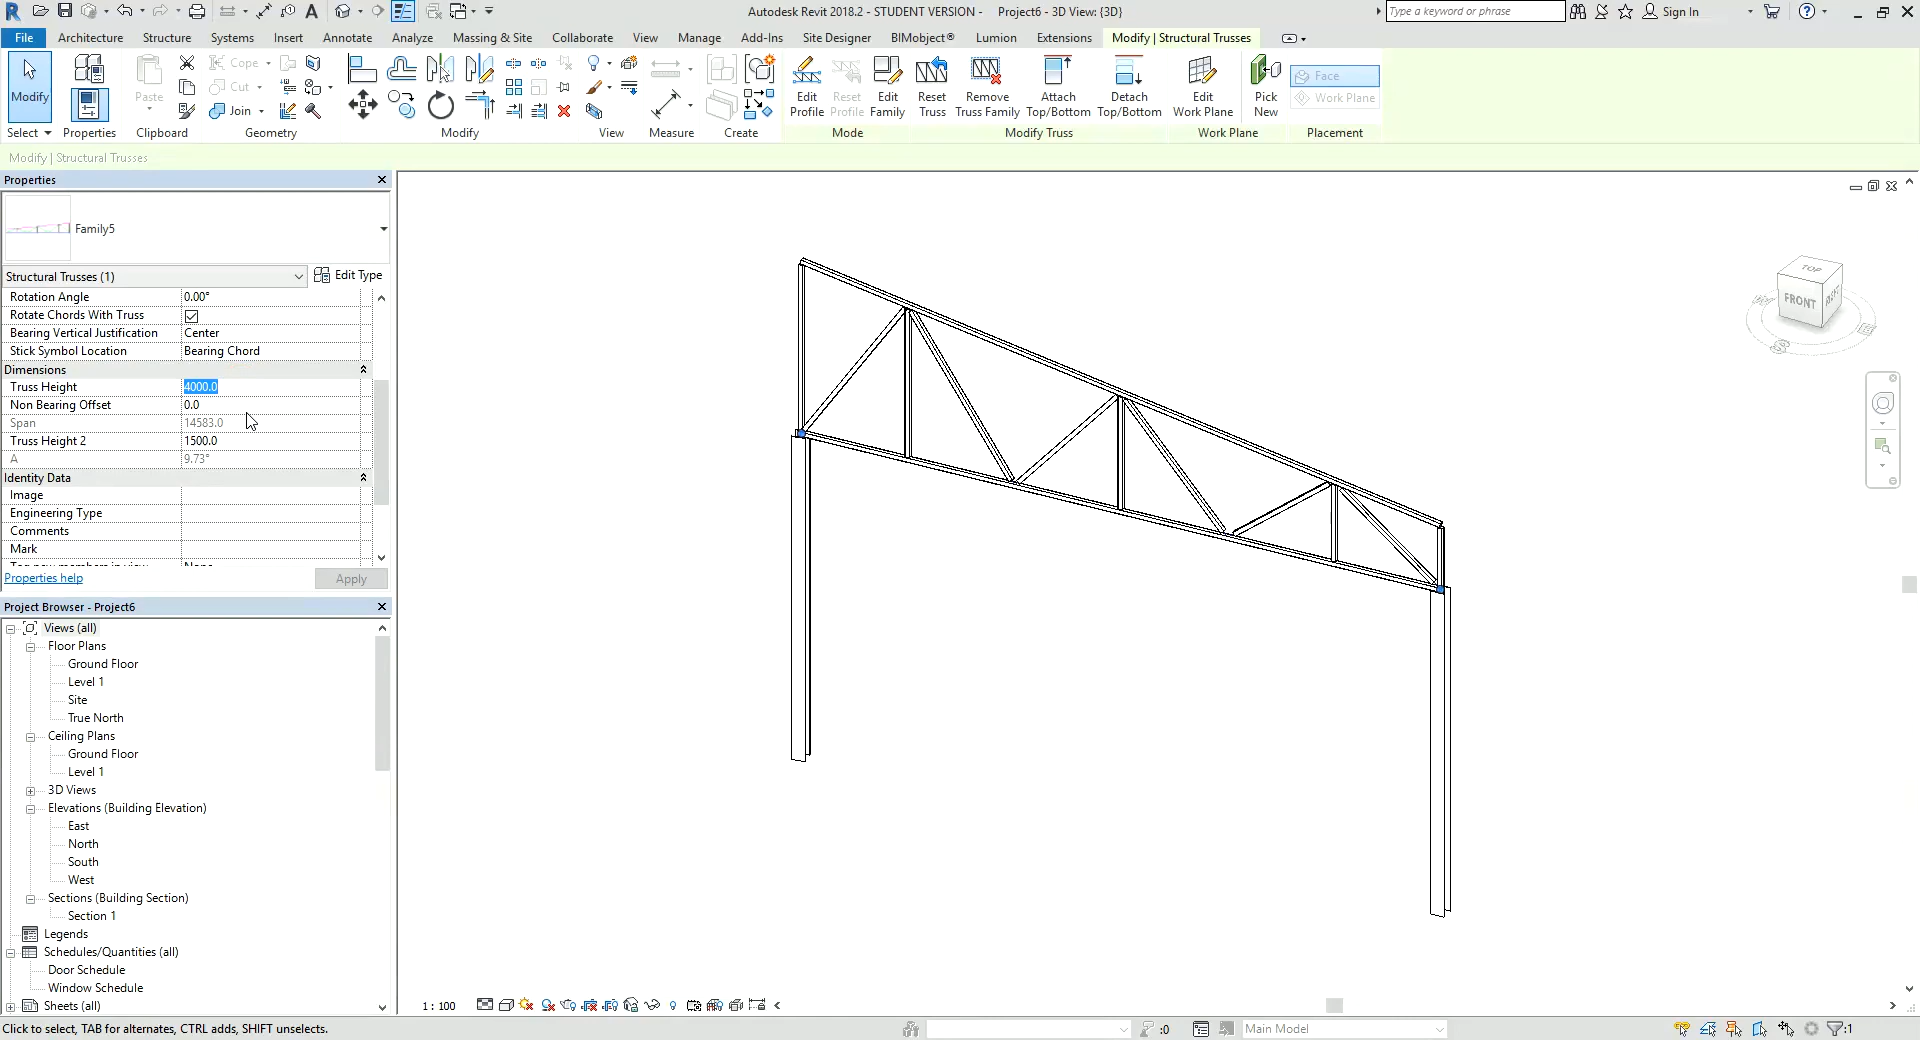 Autodesk Revit 2018.2 - STUDENT VERSION - Project6 - 3D View: {3D}
Type a keyword or phrase
Sign In
File Architecture Structure Systems Insert Annotate Analyze Massing & Site Collaborate View Manage Add-Ins Site Designer BIMobject® Lumion Extensions Modify | Structural Trusses
Modify
Paste
Cope
Cut
Join
Edit Profile
Reset Profile
Edit Family
Reset Truss
Remove Truss Family
Attach Top/Bottom
Detach Top/Bottom
Edit Work Plane
Pick New
Face
Work Plane
Select Properties Clipboard Geometry Modify View Measure Create Mode Modify Truss Work Plane Placement
Modify | Structural Trusses
Properties
Family5
Structural Trusses (1) Edit Type
Rotation Angle 0.00°
Rotate Chords With Truss
Bearing Vertical Justification Center
Stick Symbol Location Bearing Chord
Dimensions
Truss Height 4000.0
Non Bearing Offset 0.0
Span 14583.0
Truss Height 2 1500.0
A 9.73°
Identity Data
Image
Engineering Type
Comments
Mark
Properties help Apply
Project Browser - Project6
Views (all)
Floor Plans
Ground Floor
Level 1
Site
True North
Ceiling Plans
Ground Floor
Level 1
3D Views
Elevations (Building Elevation)
East
North
South
West
Sections (Building Section)
Section 1
Legends
Schedules/Quantities (all)
Door Schedule
Window Schedule
Sheets (all)
TOP
FRONT
RIGHT
1 : 100
Click to select, TAB for alternates, CTRL adds, SHIFT unselects.
:0
Main Model
:1